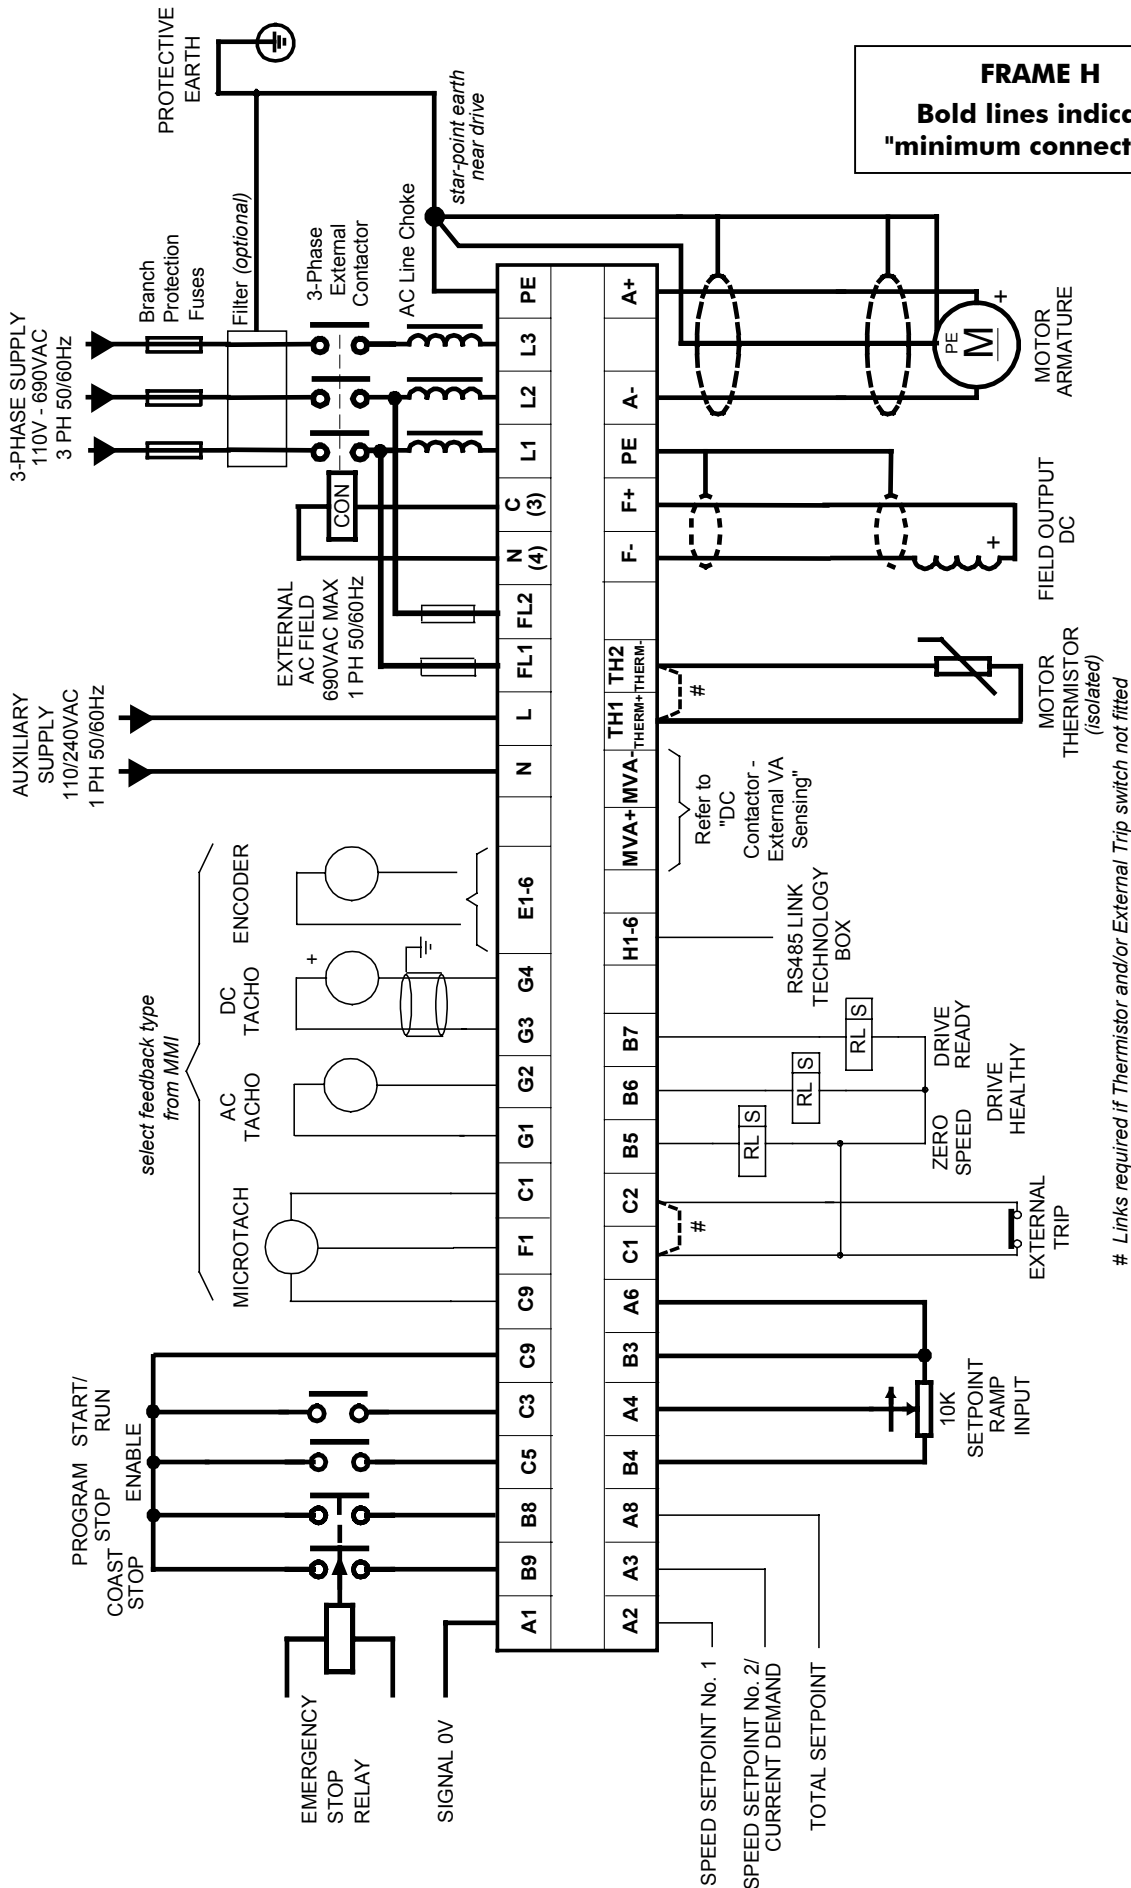 FRAME H
Bold lines indica
"minimum connect
PROTECTIVE
EARTH
star-point earth
near drive
3-PHASE SUPPLY
110V - 690VAC
3 PH 50/60Hz
Branch
Protection
Fuses
Filter (optional)
3-Phase
External
Contactor
AC Line Choke
CON
EXTERNAL
AC FIELD
690VAC MAX
1 PH 50/60Hz
AUXILIARY
SUPPLY
110/240VAC
1 PH 50/60Hz
select feedback type
from MMI
ENCODER
DC
TACHO
+
AC
TACHO
MICROTACH
START/
RUN
ENABLE
PROGRAM
STOP
COAST
STOP
EMERGENCY
STOP
RELAY
SIGNAL 0V
A1
B9
B8
C5
C3
C9
C9
F1
C1
G1
G2
G3
G4
E1-6
N
L
FL1
FL2
N
(4)
C
(3)
L1
L2
L3
PE
A2
A3
A8
B4
A4
B3
A6
C1
C2
B5
B6
B7
H1-6
MVA+
MVA-
TH1
THERM+
TH2
THERM-
F-
F+
PE
A-
A+
SPEED SETPOINT No. 1
SPEED SETPOINT No. 2/
CURRENT DEMAND
TOTAL SETPOINT
10K
SETPOINT
RAMP
INPUT
#
EXTERNAL
TRIP
RL S
RL S
RL S
ZERO
SPEED
DRIVE
HEALTHY
DRIVE
READY
RS485 LINK
TECHNOLOGY
BOX
Refer to
"DC
Contactor -
External VA
Sensing"
#
MOTOR
THERMISTOR
(isolated)
+
FIELD OUTPUT
DC
PE
M
+
MOTOR
ARMATURE
# Links required if Thermistor and/or External Trip switch not fitted